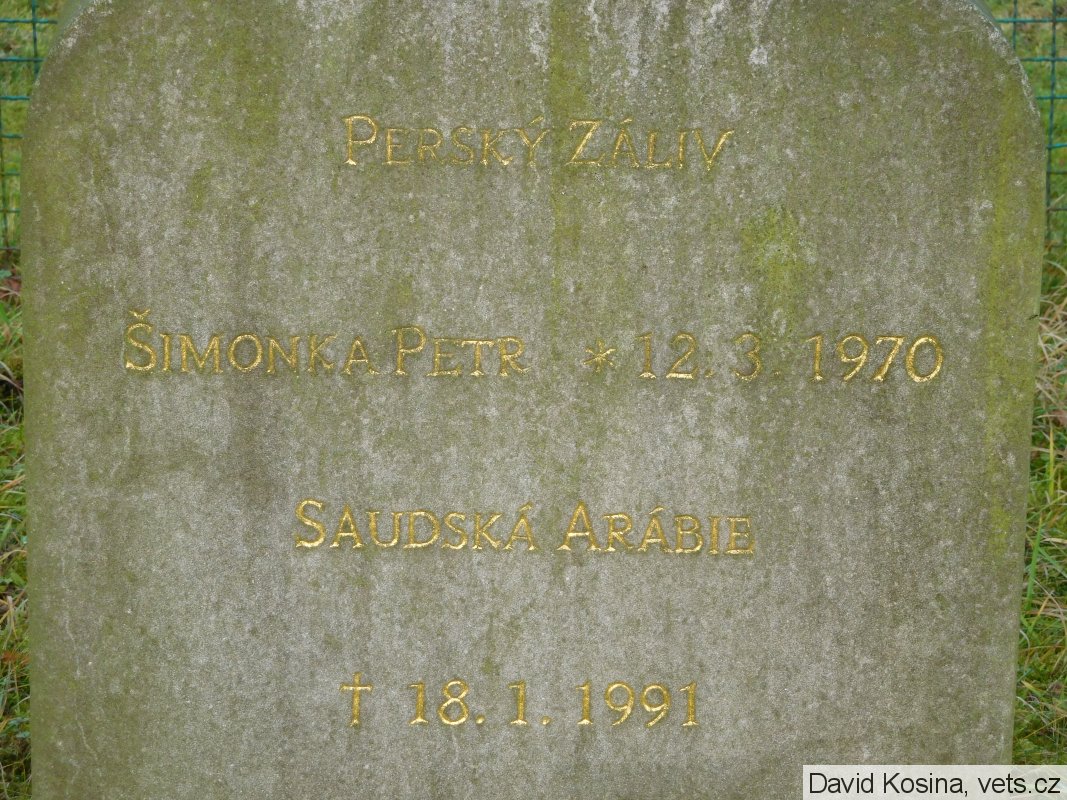 Perský Záliv
Šimonka Petr * 12. 3. 1970
Saudská Arábie
† 18. 1. 1991
David Kosina, vets.cz